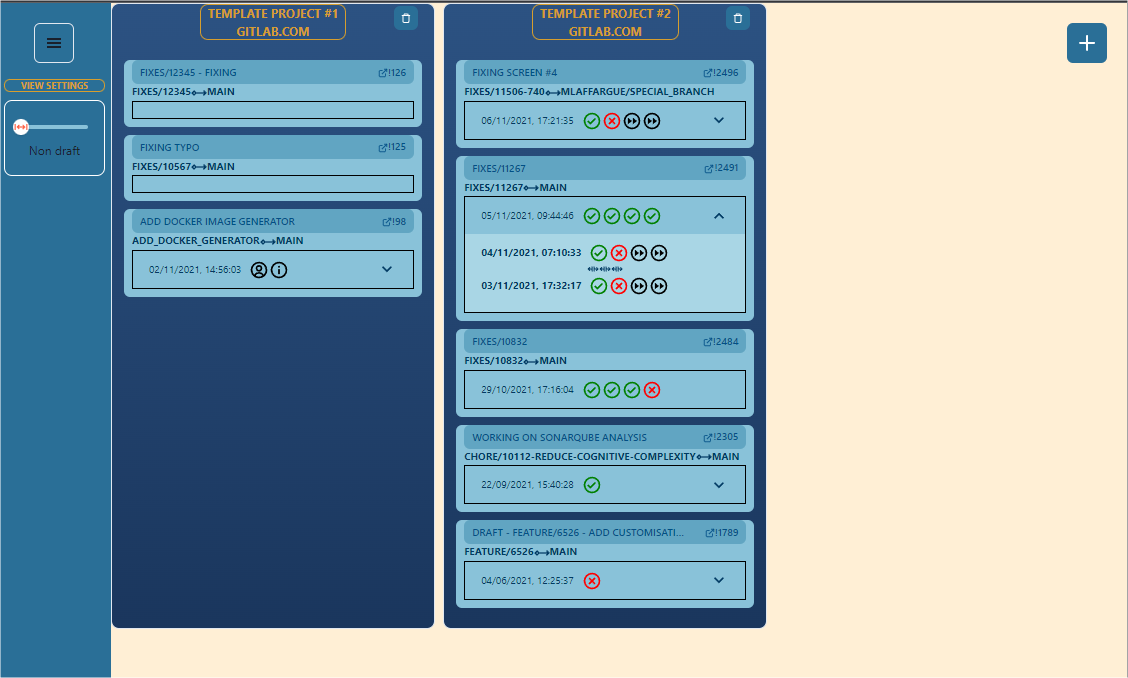 VIEW SETTINGS
Non draft
TEMPLATE PROJECT #1
GITLAB.COM
FIXES/12345 - FIXING !126
FIXES/12345 MAIN
FIXING TYPO !125
FIXES/10567 MAIN
ADD DOCKER IMAGE GENERATOR !98
ADD_DOCKER_GENERATOR MAIN
02/11/2021, 14:56:03
TEMPLATE PROJECT #2
GITLAB.COM
FIXING SCREEN #4 !2496
FIXES/11506-740 MLAFFARGUE/SPECIAL_BRANCH
06/11/2021, 17:21:35
FIXES/11267 !2491
FIXES/11267 MAIN
05/11/2021, 09:44:46
04/11/2021, 07:10:33
03/11/2021, 17:32:17
FIXES/10832 !2484
FIXES/10832 MAIN
29/10/2021, 17:16:04
WORKING ON SONARQUBE ANALYSIS !2305
CHORE/10112-REDUCE-COGNITIVE-COMPLEXITY MAIN
22/09/2021, 15:40:28
DRAFT - FEATURE/6526 - ADD CUSTOMISATI... !1789
FEATURE/6526 MAIN
04/06/2021, 12:25:37